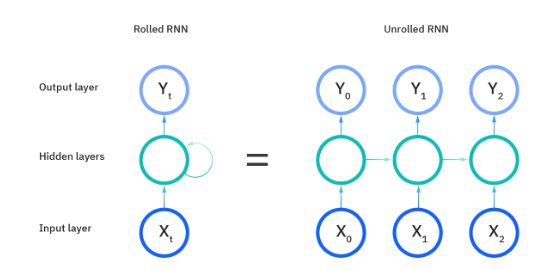 Rolled RNN Unrolled RNN
Output layer Yt Y0 Y1 Y2
Hidden layers =
Input layer Xt X0 X1 X2